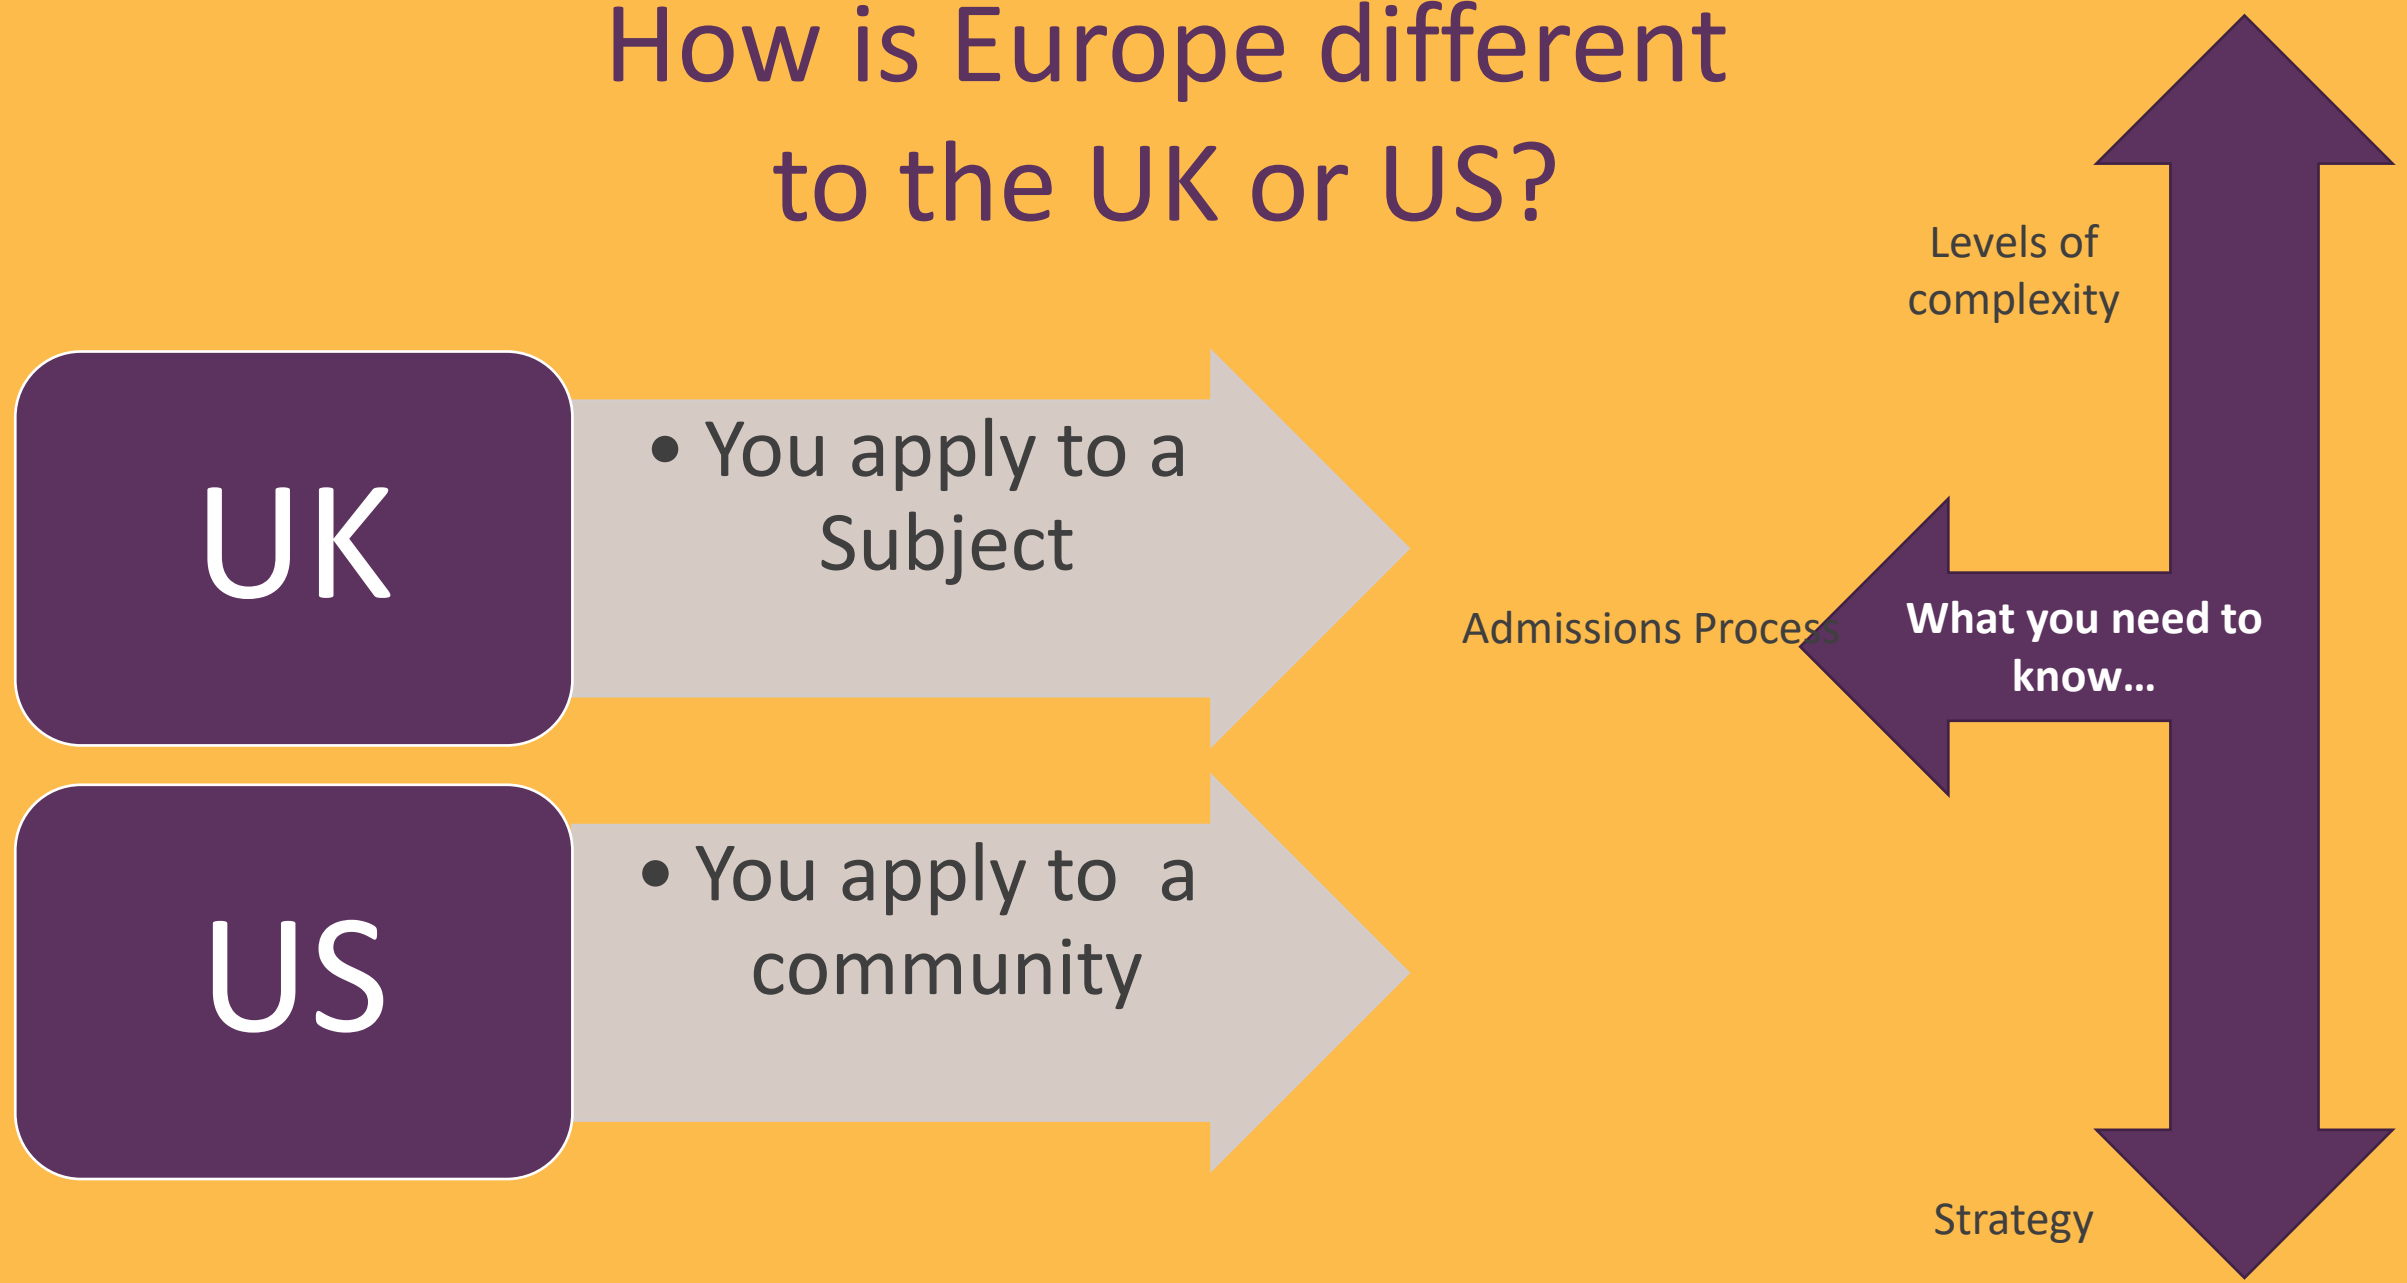 How is Europe different
to the UK or US?
UK
• You apply to a
Subject
US
• You apply to  a
community
Levels of
complexity
Admissions Process
What you need to
know...
Strategy